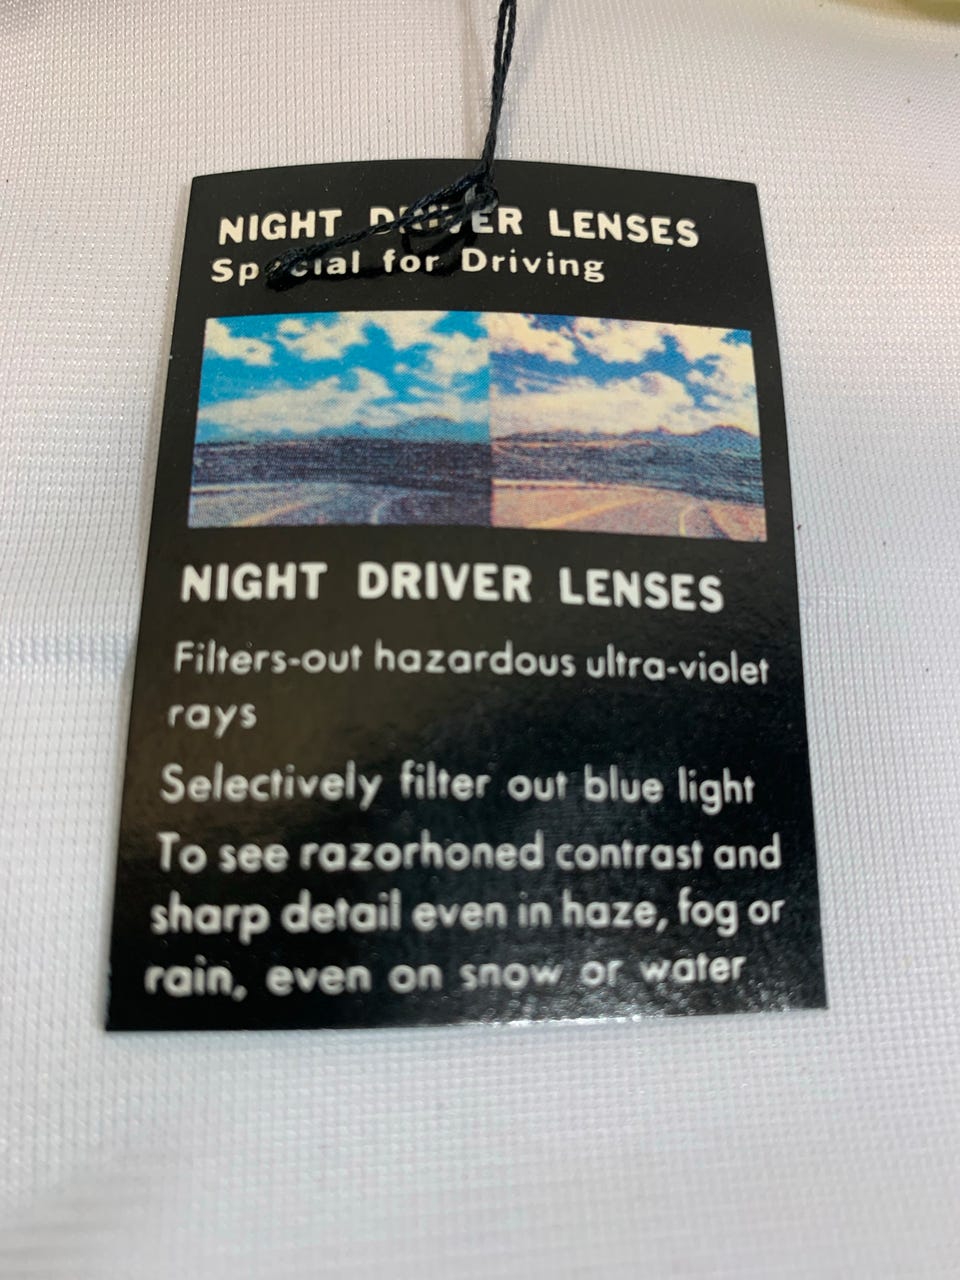 NIGHT DRIVER LENSES
Special for Driving
NIGHT DRIVER LENSES
Filters-out hazardous ultra-violet
rays
Selectively filter out blue light
To see razorhoned contrast and
sharp detail even in haze, fog or
rain, even on snow or water